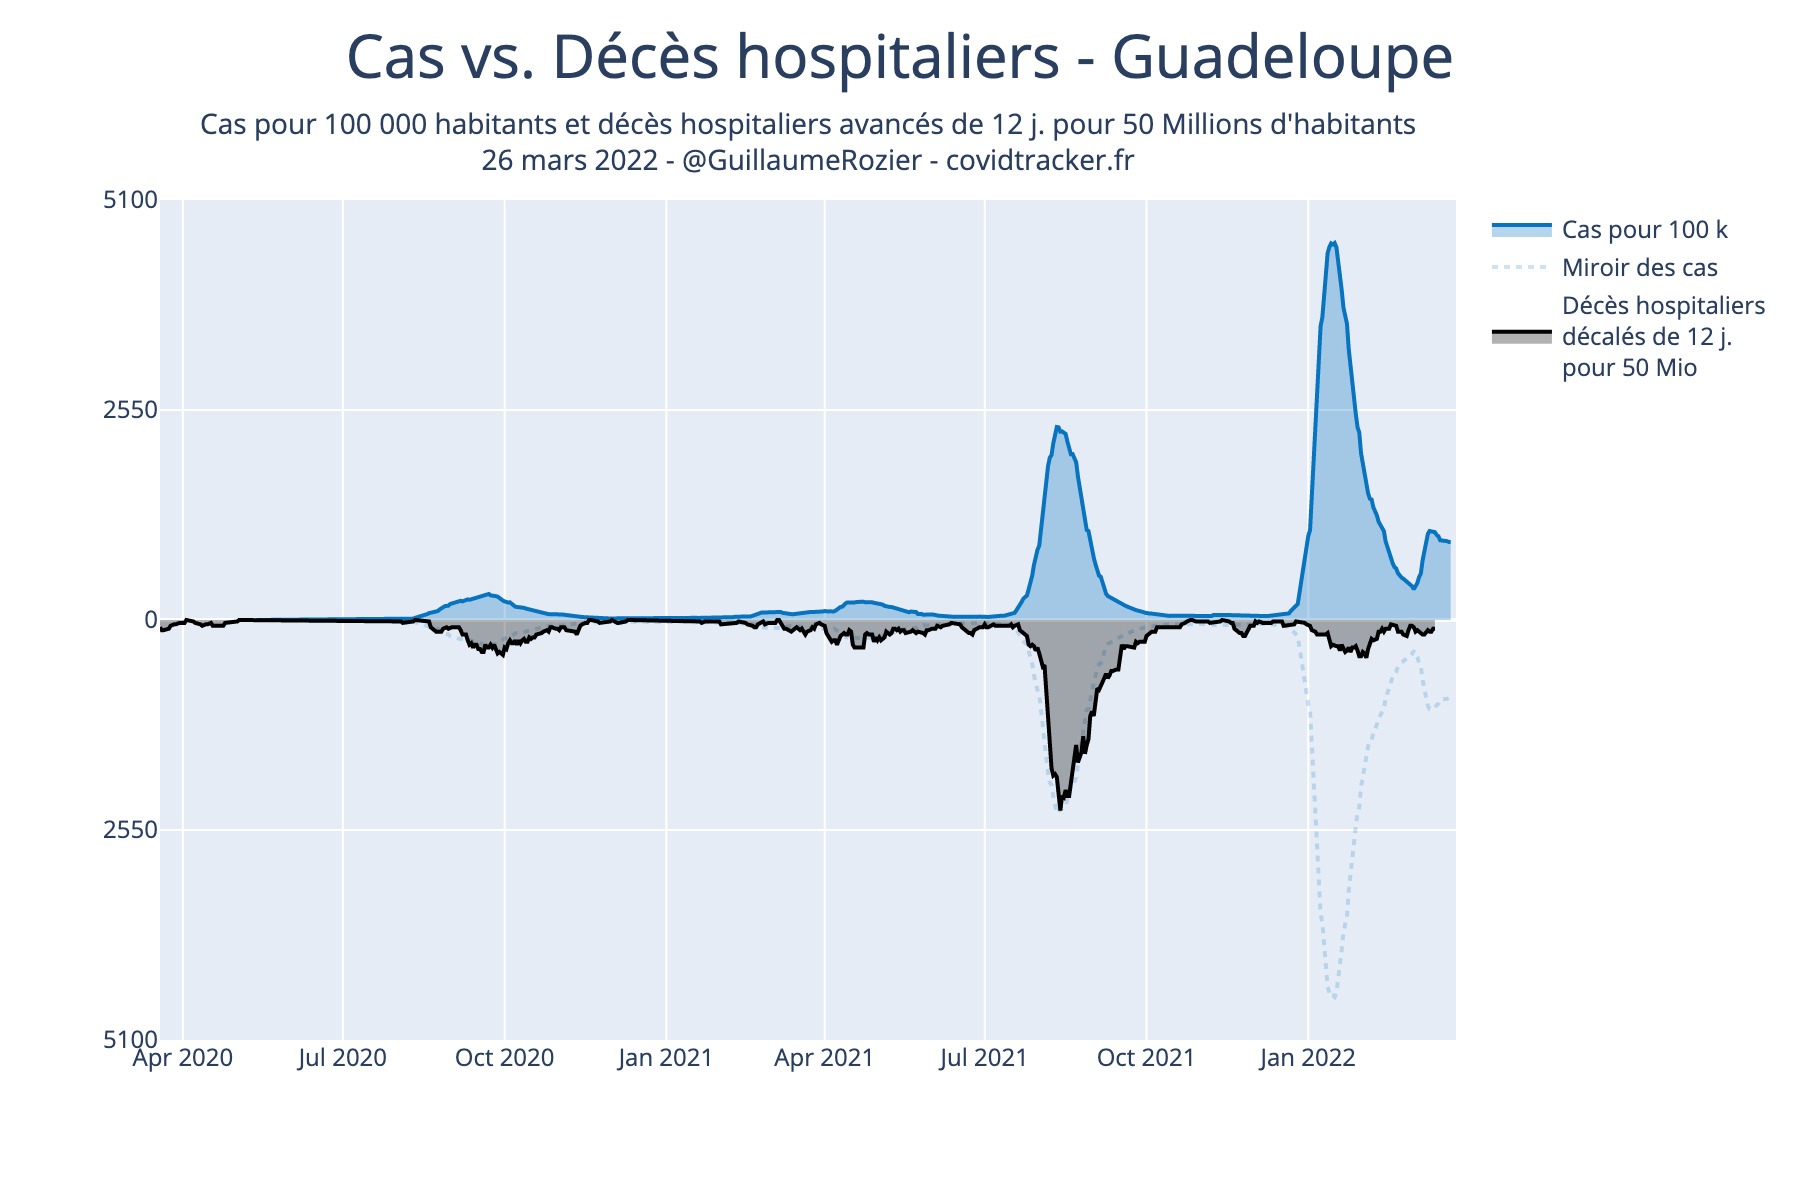 Cas vs. Décès hospitaliers - Guadeloupe
Cas pour 100 000 habitants et décès hospitaliers avancés de 12 j. pour 50 Millions d'habitants
26 mars 2022 - @GuillaumeRozier - covidtracker.fr
5100
2550
0
2550
5100
Apr 2020
Jul 2020
Oct 2020
Jan 2021
Apr 2021
Jul 2021
Oct 2021
Jan 2022
Cas pour 100 k
Miroir des cas
Décès hospitaliers
décalés de 12 j.
pour 50 Mio